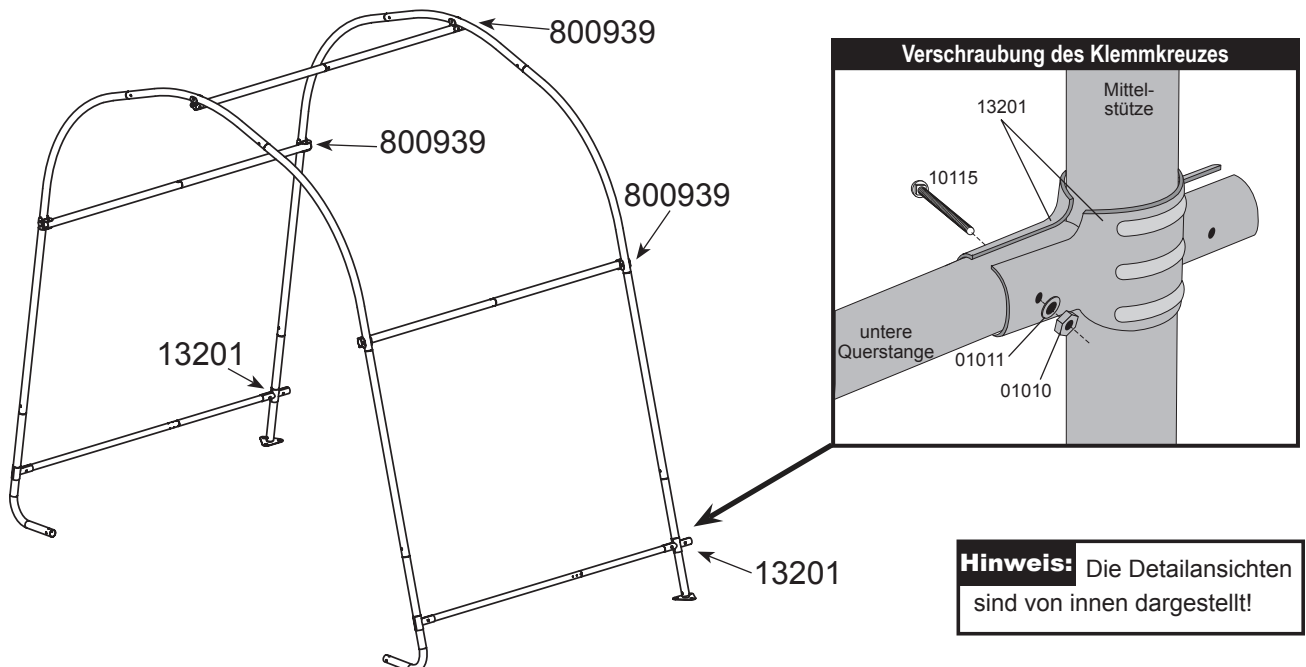 800939
800939
800939
13201
13201
Verschraubung des Klemmkreuzes
Mittel-
stütze
13201
10115
untere
Querstange
01011
01010
Hinweis: Die Detailansichten
sind von innen dargestellt!